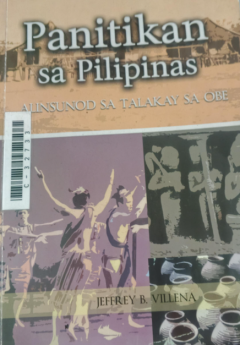 Panitikan
sa Pilipinas
ALINSUNOD SA TALAKAY SA OBE
JEFFREY B. VILLENA